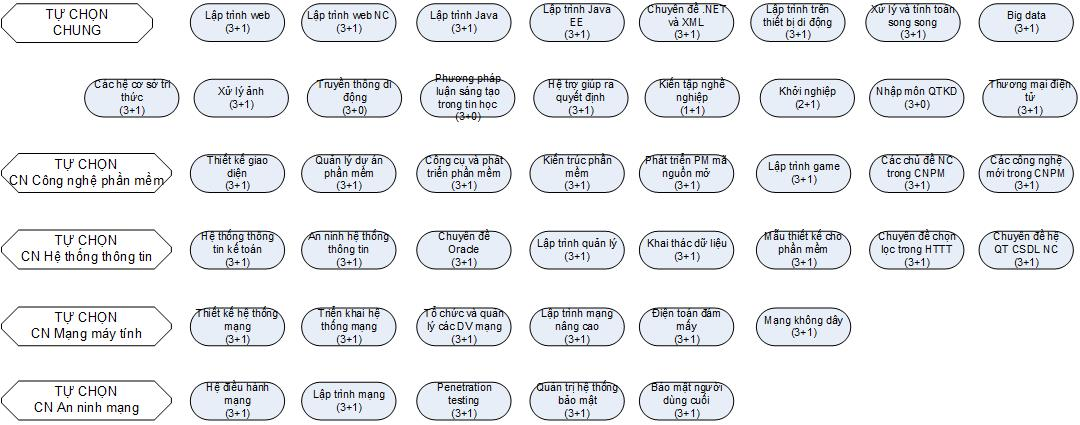 TỰ CHỌN
CHUNG
Lập trình web
(3+1)
Lập trình web NC
(3+1)
Lập trình Java
(3+1)
Lập trình Java
EE
(3+1)
Chuyên đề .NET
và XML
(3+1)
Lập trình trên
thiết bị di động
(3+1)
Xử lý và tính toán
song song
(3+1)
Big data
(3+1)
Các hệ cơ sở tri
thức
(3+1)
Xử lý ảnh
(3+1)
Truyền thông di
động
(3+0)
Phương pháp
luận sáng tạo
trong tin học
(3+0)
Hệ trợ giúp ra
quyết định
(3+1)
Kiến tập nghề
nghiệp
(1+1)
Khởi nghiệp
(2+1)
Nhập môn QTKD
(3+0)
Thương mại điện
tử
(3+1)
TỰ CHỌN
CN Công nghệ phần mềm
Thiết kế giao
diện
(3+1)
Quản lý dự án
phần mềm
(3+1)
Công cụ và phát
triển phần mềm
(3+1)
Kiến trúc phần
mềm
(3+1)
Phát triển PM mã
nguồn mở
(3+1)
Lập trình game
(3+1)
Các chủ đề NC
trong CNPM
(3+1)
Các công nghệ
mới trong CNPM
(3+1)
TỰ CHỌN
CN Hệ thống thông tin
Hệ thống thông
tin kế toán
(3+1)
An ninh hệ thống
thông tin
(3+1)
Chuyên đề
Oracle
(3+1)
Lập trình quản lý
(3+1)
Khai thác dữ liệu
(3+1)
Mẫu thiết kế cho
phần mềm
(3+1)
Chuyên đề chọn
lọc trong HTTT
(3+1)
Chuyên đề hệ
QT CSDL NC
(3+1)
TỰ CHỌN
CN Mạng máy tính
Thiết kế hệ thống
mạng
(3+1)
Triển khai hệ
thống mạng
(3+1)
Tổ chức và quản
lý các DV mạng
(3+1)
Lập trình mạng
nâng cao
(3+1)
Điện toán đám
mây
(3+1)
Mạng không dây
(3+1)
TỰ CHỌN
CN An ninh mạng
Hệ điều hành
mạng
(3+1)
Lập trình mạng
(3+1)
Penetration
testing
(3+1)
Quản trị hệ thống
bảo mật
(3+1)
Bảo mật người
dùng cuối
(3+1)